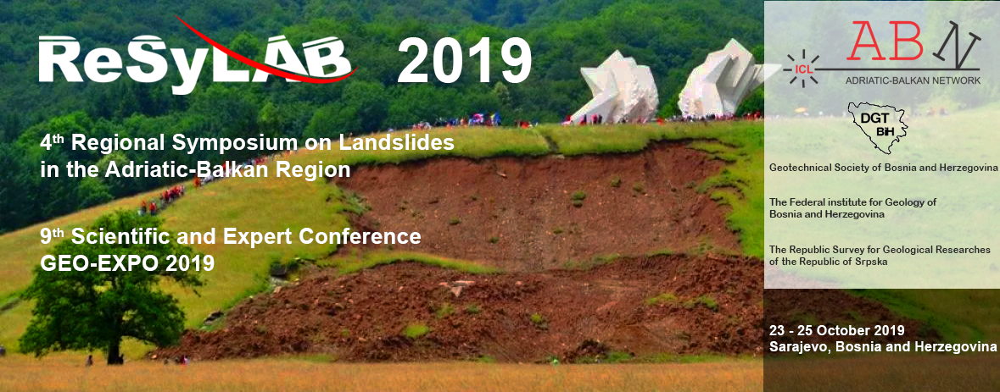 ReSyLAB 2019
4th Regional Symposium on Landslides
in the Adriatic-Balkan Region
9th Scientific and Expert Conference
GEO-EXPO 2019
ABN
ICL
ADRIATIC-BALKAN NETWORK
DGT
BiH
Geotechnical Society of Bosnia and Herzegovina
The Federal institute for Geology of
Bosnia and Herzegovina
The Republic Survey for Geological Researches
of the Republic of Srpska
23 - 25 October 2019
Sarajevo, Bosnia and Herzegovina